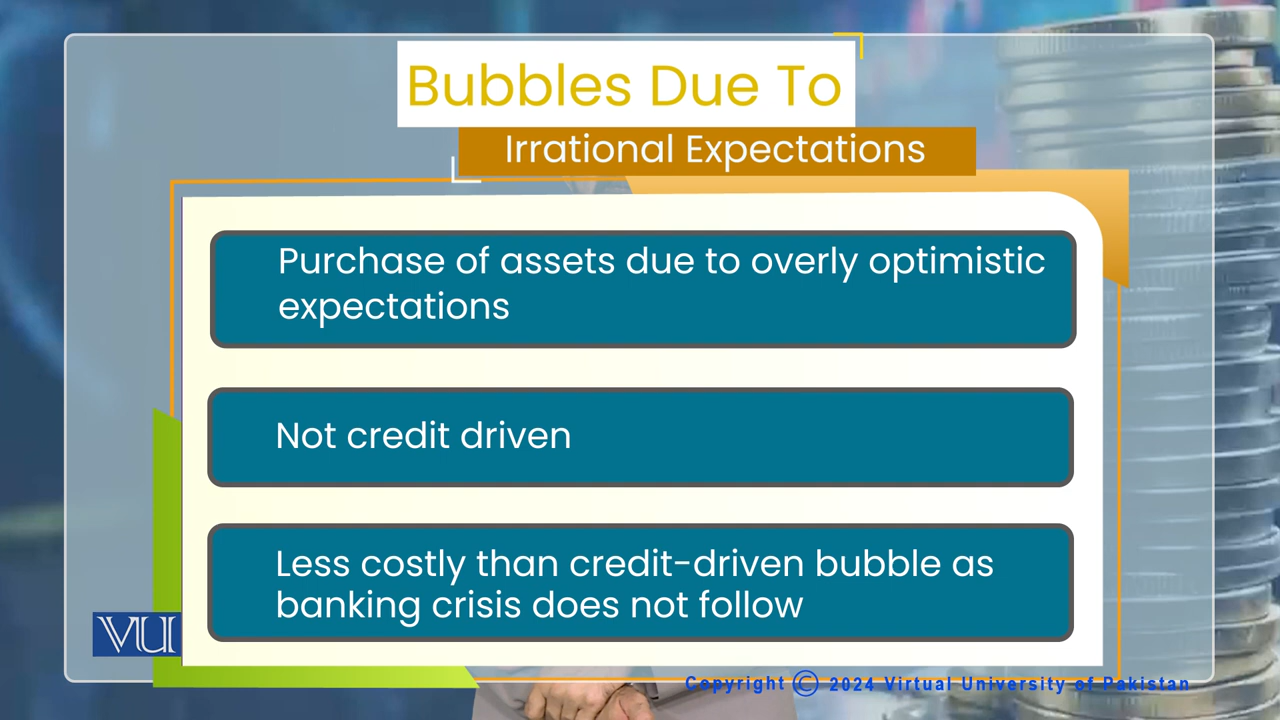 Bubbles Due To
Irrational Expectations
Purchase of assets due to overly optimistic
expectations
Not credit driven
Less costly than credit-driven bubble as
banking crisis does not follow
VU
Copyright © 2024 Virtual University of Pakistan